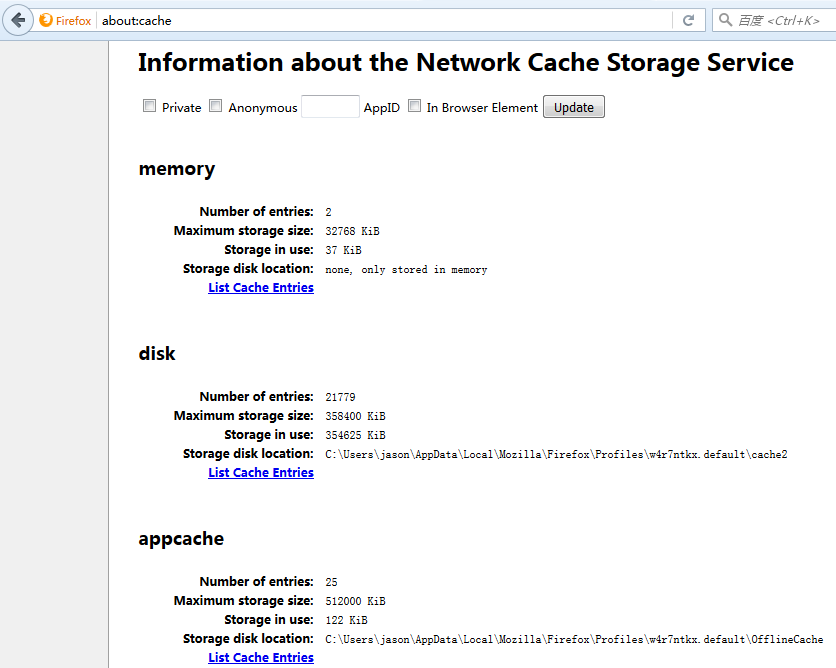 Firefox about:cache 百度 <Ctrl+K>
Information about the Network Cache Storage Service
Private Anonymous AppID In Browser Element Update
memory
Number of entries: 2
Maximum storage size: 32768 KiB
Storage in use: 37 KiB
Storage disk location: none, only stored in memory
List Cache Entries
disk
Number of entries: 21779
Maximum storage size: 358400 KiB
Storage in use: 354625 KiB
Storage disk location: C:\Users\jason\AppData\Local\Mozilla\Firefox\Profiles\w4r7ntkx.default\cache2
List Cache Entries
appcache
Number of entries: 25
Maximum storage size: 512000 KiB
Storage in use: 122 KiB
Storage disk location: C:\Users\jason\AppData\Local\Mozilla\Firefox\Profiles\w4r7ntkx.default\OfflineCache
List Cache Entries